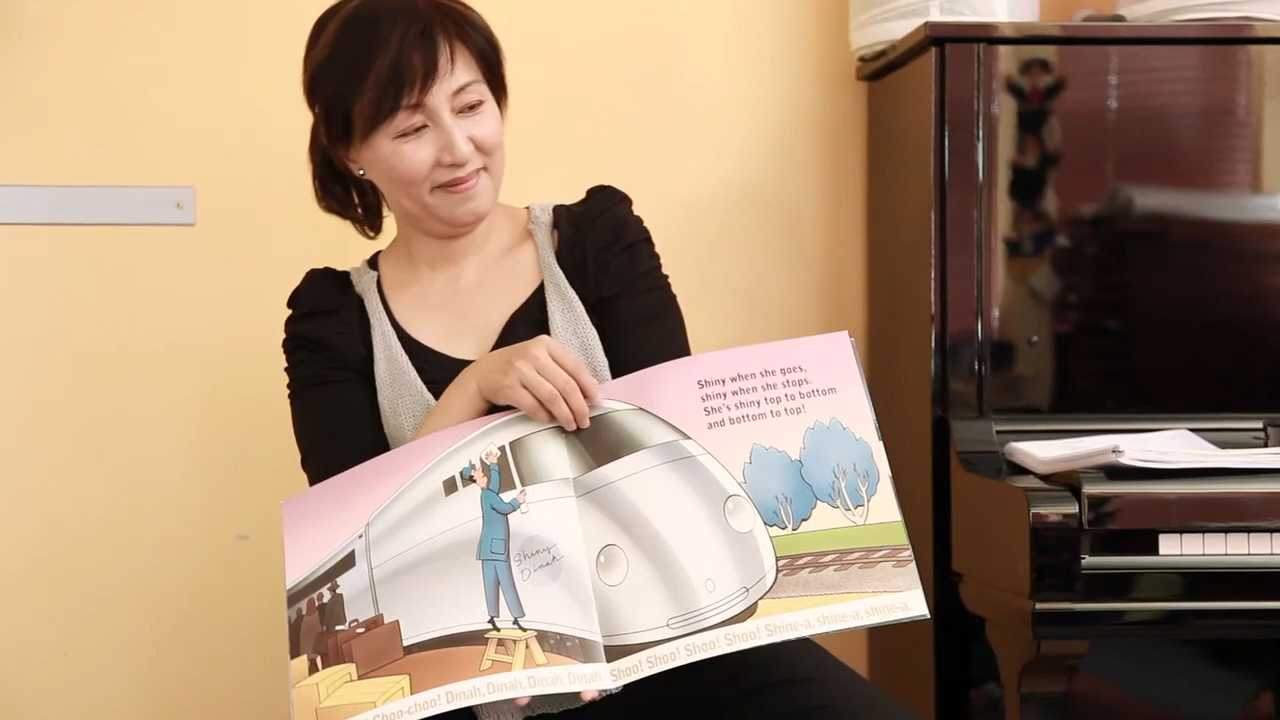 Shiny when she goes,
shiny when she stops.
She's shiny top to bottom
and bottom to top!
Shiny
Dinah
Choo-choo! Dinah, Dinah, Dinah Dinah Shoo! Shoo! Shoo! Shoo! Shine-a, shine-a, shine-a.